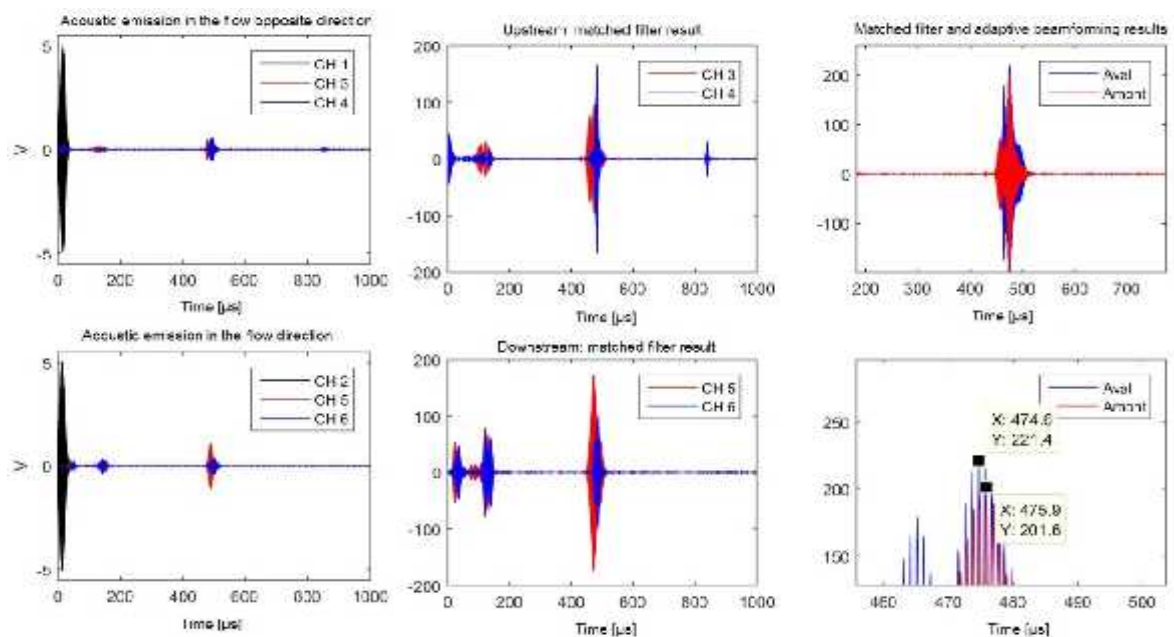 Acoustic emission in the flow opposite direction
5
0
-5
V
CH 1
CH 3
CH 4
0 200 400 600 800 1000
Time [µs]
Upstream matched filter result
200
100
0
-100
-200
CH 3
CH 4
0 200 400 600 800 1000
Time [µs]
Matched filter and adaptive beamforming results
200
100
0
-100
Aval
Amont
200 300 400 500 600 700
Time [µs]
Acoustic emission in the flow direction
5
0
-5
V
CH 2
CH 5
CH 6
0 200 400 600 800 1000
Time [µs]
Downstream: matched filter result
200
100
0
-100
-200
CH 5
CH 6
0 200 400 600 800 1000
Time [µs]
250
200
150
Aval
Amont
X: 474.6
Y: 221.4
X: 475.9
Y: 201.6
460 470 480 490 500
Time [µs]